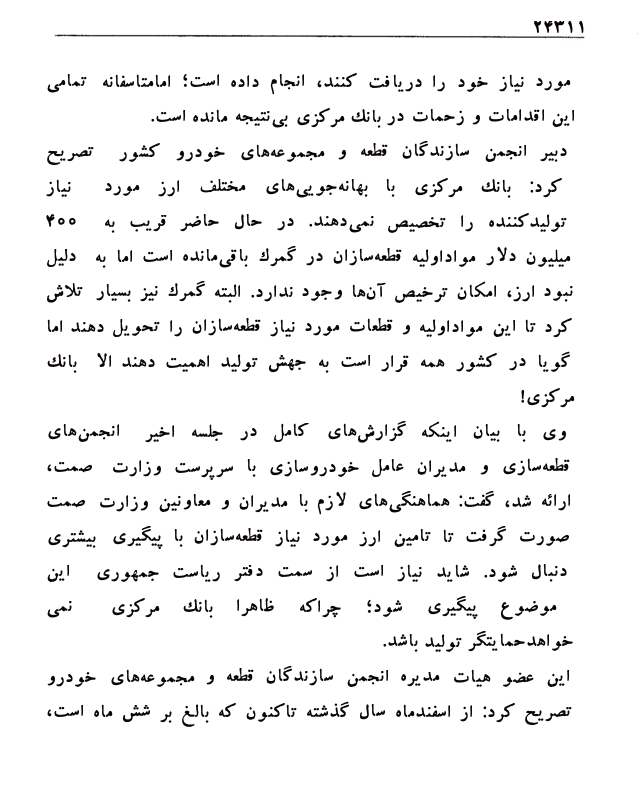 ۲۴۳۱۱
مورد نیاز خود را دریافت کنند، انجام داده است؛ امامتاسفانه تمامی
این اقدامات و زحمات در بانک مرکزی بی‌نتیجه مانده است.
دبیر انجمن سازندگان قطعه و مجموعه‌های خودرو کشور تصریح
کرد: بانک مرکزی با بهانه‌جویی‌های مختلف ارز مورد نیاز
تولیدکننده را تخصیص نمی‌دهند. در حال حاضر قریب به ۴۰۰
میلیون دلار مواداولیه قطعه‌سازان در گمرک باقی‌مانده است اما به دلیل
نبود ارز، امکان ترخیص آن‌ها وجود ندارد. البته گمرک نیز بسیار تلاش
کرد تا این مواداولیه و قطعات مورد نیاز قطعه‌سازان را تحویل دهند اما
گویا در کشور همه قرار است به جهش تولید اهمیت دهند الا بانک
مرکزی!
وی با بیان اینکه گزارش‌های کامل در جلسه اخیر انجمن‌های
قطعه‌سازی و مدیران عامل خودروسازی با سرپرست وزارت صمت،
ارائه شد، گفت: هماهنگی‌های لازم با مدیران و معاونین وزارت صمت
صورت گرفت تا تامین ارز مورد نیاز قطعه‌سازان با پیگیری بیشتری
دنبال شود. شاید نیاز است از سمت دفتر ریاست جمهوری این
موضوع پیگیری شود؛ چراکه ظاهرا بانک مرکزی نمی
خواهدحمایتگر تولید باشد.
این عضو هیات مدیره انجمن سازندگان قطعه و مجموعه‌های خودرو
تصریح کرد: از اسفندماه سال گذشته تاکنون که بالغ بر شش ماه است،